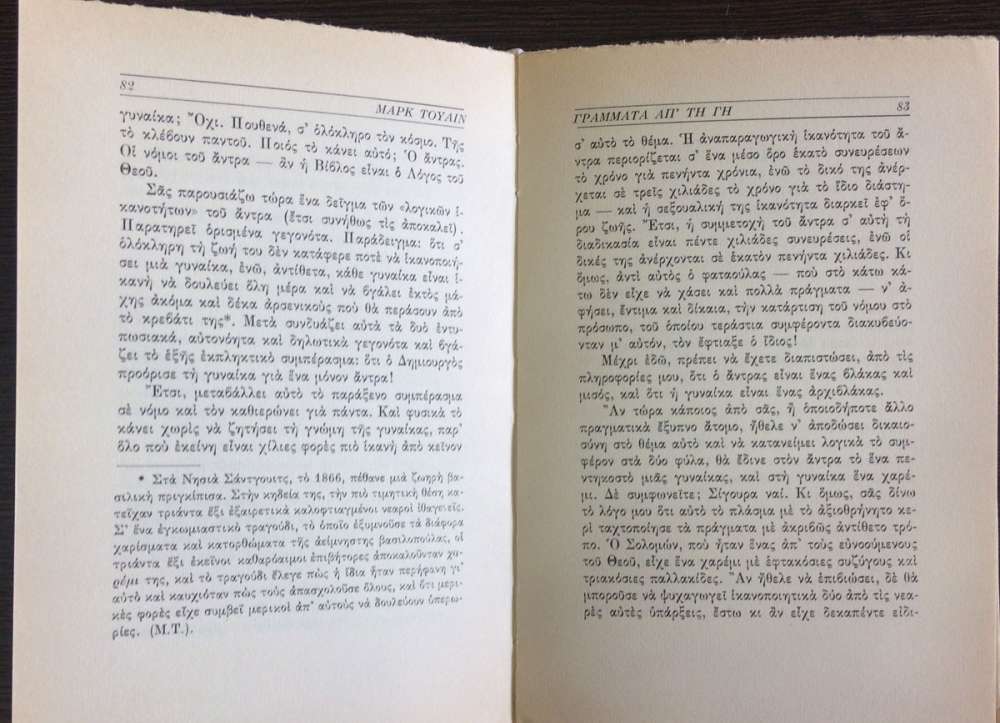 82
ΜΑΡΚ ΤΟΥΑΙΝ
γυναίκα; Ὄχι. Πουθενά, σ' ὁλόκληρο τὸν κόσμο. Τῆς
τὸ κλέβουν παντοῦ. Ποιός τὸ κάνει αὐτό; Ὁ ἄντρας.
Οἱ νόμοι τοῦ ἄντρα — ἂν ἡ Βίβλος εἶναι ὁ Λόγος τοῦ
Θεοῦ.
Σᾶς παρουσιάζω τώρα ἕνα δεῖγμα τῶν «λογικῶν ἱ-
κανοτήτων» τοῦ ἄντρα (ἔτσι συνήθως τὶς ἀποκαλεῖ).
Παρατηρεῖ ὁρισμένα γεγονότα. Παράδειγμα: ὅτι σ'
ὁλόκληρη τὴ ζωή του δὲν κατάφερε ποτὲ νὰ ἱκανοποιή-
σει μιὰ γυναίκα, ἐνῶ, ἀντίθετα, κάθε γυναίκα εἶναι ἱ-
κανὴ νὰ δουλεύει ὅλη μέρα καὶ νὰ βγάλει ἐκτὸς μά-
χης ἀκόμα καὶ δέκα ἀρσενικοὺς ποὺ θὰ περάσουν ἀπὸ
τὸ κρεβάτι της*. Μετὰ συνδυάζει αὐτὰ τὰ δυὸ ἐντυ-
πωσιακά, αὐτονόητα καὶ δηλωτικὰ γεγονότα καὶ βγά-
ζει τὸ ἑξῆς ἐκπληκτικὸ συμπέρασμα: ὅτι ὁ Δημιουργὸς
προόρισε τὴ γυναίκα γιὰ ἕνα μόνον ἄντρα!
Ἔτσι, μεταβάλλει αὐτὸ τὸ παράξενο συμπέρασμα
σὲ νόμο καὶ τὸν καθιερώνει γιὰ πάντα. Καὶ φυσικὰ τὸ
κάνει χωρὶς νὰ ζητήσει τὴ γνώμη τῆς γυναίκας, παρ'
ὅλο ποὺ ἐκείνη εἶναι χίλιες φορὲς πιὸ ἱκανὴ ἀπὸ κεῖνον
* Στὰ Νησιὰ Σάντγουιτς, τὸ 1866, πέθανε μιὰ ζωηρὴ βα-
σιλικὴ πριγκίπισα. Στὴν κηδεία της, τὴν πιὸ τιμητικὴ θέση κα-
τεῖχαν τριάντα ἕξι ἐξαιρετικὰ καλοφτιαγμένοι νεαροὶ ἰθαγενεῖς.
Σ' ἕνα ἐγκωμιαστικὸ τραγούδι, τὸ ὁποῖο ἐξυμνοῦσε τὰ διάφορα
χαρίσματα καὶ κατορθώματα τῆς ἀείμνηστης βασιλοπούλας, οἱ
τριάντα ἕξι ἐκεῖνοι καθαρόαιμοι ἐπιβήτορες ἀποκαλοῦνταν χα-
ρέμι της, καὶ τὸ τραγούδι ἔλεγε πὼς ἡ ἴδια ἦταν περήφανη γι'
αὐτὸ καὶ καυχιόταν πὼς τοὺς ἀπασχολοῦσε ὅλους, καὶ ὅτι μερι-
κὲς φορὲς εἶχε συμβεῖ μερικοὶ ἀπ' αὐτοὺς νὰ δουλεύουν ὑπερω-
ρίες. (Μ.Τ.).
ΓΡΑΜΜΑΤΑ ΑΠ' ΤΗ ΓΗ
83
σ' αὐτὸ τὸ θέμα. Ἡ ἀναπαραγωγικὴ ἱκανότητα τοῦ ἄ-
ντρα περιορίζεται σ' ἕνα μέσο ὅρο ἑκατὸ συνευρέσεων
τὸ χρόνο γιὰ πενήντα χρόνια, ἐνῶ τὸ δικό της ἀνέρ-
χεται σὲ τρεῖς χιλιάδες τὸ χρόνο γιὰ τὸ ἴδιο διάστη-
μα — καὶ ἡ σεξουαλική της ἱκανότητα διαρκεῖ ἐφ' ὅ-
ρου ζωῆς. Ἔτσι, ἡ συμμετοχὴ τοῦ ἄντρα σ' αὐτὴ τὴ
διαδικασία εἶναι πέντε χιλιάδες συνευρέσεις, ἐνῶ οἱ
δικές της ἀνέρχονται σὲ ἑκατὸν πενήντα χιλιάδες. Κι
ὅμως, ἀντὶ αὐτὸς ὁ φαταούλας — ποὺ στὸ κάτω κά-
τω δὲν εἶχε νὰ χάσει καὶ πολλὰ πράγματα — ν' ἀ-
φήσει, ἔντιμα καὶ δίκαια, τὴν κατάρτιση τοῦ νόμου στὸ
πρόσωπο, τοῦ ὁποίου τεράστια συμφέροντα διακυβεύο-
νταν μ' αὐτόν, τὸν ἔφτιαξε ὁ ἴδιος!
Μέχρι ἐδῶ, πρέπει νὰ ἔχετε διαπιστώσει, ἀπὸ τὶς
πληροφορίες μου, ὅτι ὁ ἄντρας εἶναι ἕνας βλάκας καὶ
μισός, καὶ ὅτι ἡ γυναίκα εἶναι ἕνας ἀρχιβλάκας.
Ἂν τώρα κάποιος ἀπὸ σᾶς, ἢ ὁποιοδήποτε ἄλλο
πραγματικὰ ἔξυπνο ἄτομο, ἤθελε ν' ἀποδώσει δικαιο-
σύνη στὸ θέμα αὐτὸ καὶ νὰ κατανείμει λογικὰ τὸ συμ-
φέρον στὰ δύο φύλα, θὰ ἔδινε στὸν ἄντρα τὸ ἕνα πε-
ντηκοστὸ μιᾶς γυναίκας, καὶ στὴ γυναίκα ἕνα χαρέ-
μι. Δὲ συμφωνεῖτε; Σίγουρα ναί. Κι ὅμως, σᾶς δίνω
τὸ λόγο μου ὅτι αὐτὸ τὸ πλάσμα μὲ τὸ ἀξιοθρήνητο κε-
ρὶ ταχτοποίησε τὰ πράγματα μὲ ἀκριβῶς ἀντίθετο τρό-
πο. Ὁ Σολομών, ποὺ ἦταν ἕνας ἀπ' τοὺς εὐνοούμενους
τοῦ Θεοῦ, εἶχε ἕνα χαρέμι μὲ ἑφτακόσιες συζύγους καὶ
τριακόσιες παλλακίδες. Ἂν ἤθελε νὰ ἐπιβιώσει, δὲ θὰ
μποροῦσε νὰ ψυχαγωγεῖ ἱκανοποιητικὰ δύο ἀπὸ τὶς νεα-
ρὲς αὐτὲς ὑπάρξεις, ἔστω κι ἂν εἶχε δεκαπέντε εἰδι-